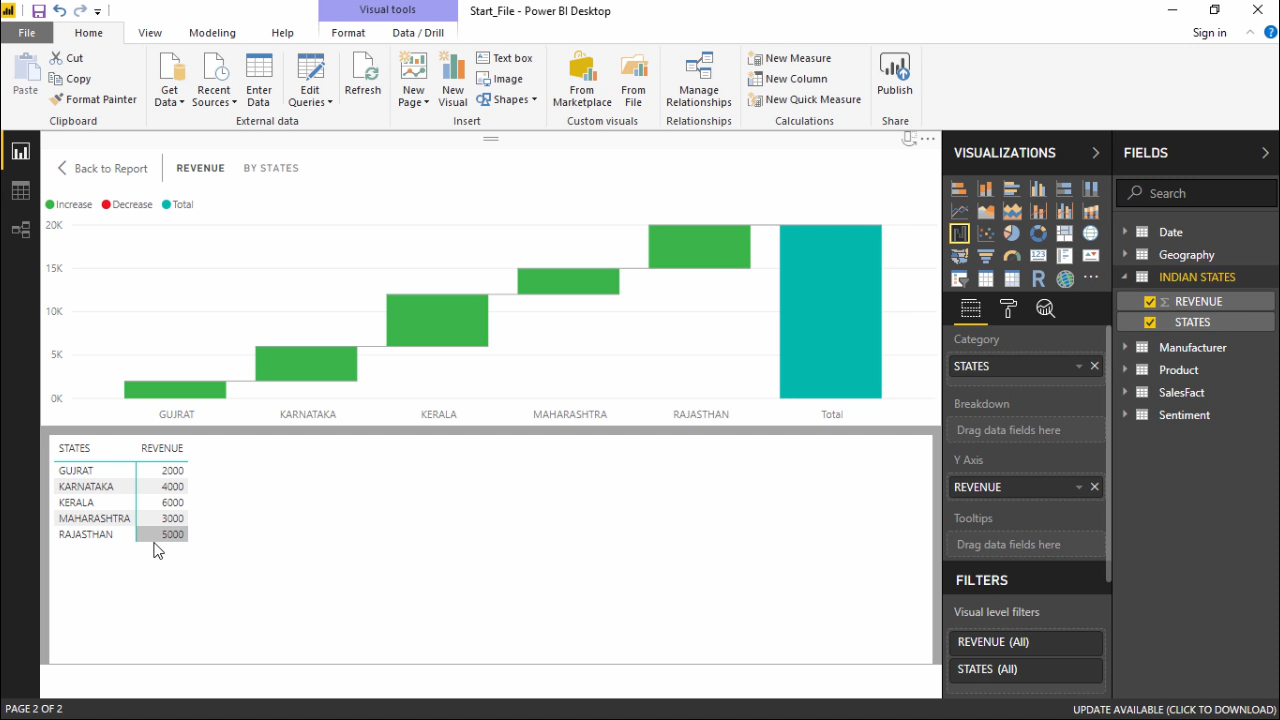 Visual tools
Start_File - Power BI Desktop
File
Home
View
Modeling
Help
Format
Data / Drill
Sign in
Paste
Cut
Copy
Format Painter
Clipboard
Get
Data
Recent
Sources
Enter
Data
Edit
Queries
Refresh
External data
New
Page
New
Visual
Text box
Image
Shapes
Insert
From
Marketplace
From
File
Custom visuals
Manage
Relationships
Relationships
New Measure
New Column
New Quick Measure
Calculations
Publish
Share
Back to Report
REVENUE
BY STATES
Increase
Decrease
Total
20K
15K
10K
5K
0K
GUJRAT
KARNATAKA
KERALA
MAHARASHTRA
RAJASTHAN
Total
STATES REVENUE
GUJRAT 2000
KARNATAKA 4000
KERALA 6000
MAHARASHTRA 3000
RAJASTHAN 5000
VISUALIZATIONS
123
R
Category
STATES
Breakdown
Drag data fields here
Y Axis
REVENUE
Tooltips
Drag data fields here
FILTERS
Visual level filters
REVENUE (All)
STATES (All)
FIELDS
Search
Date
Geography
INDIAN STATES
Σ REVENUE
STATES
Manufacturer
Product
SalesFact
Sentiment
PAGE 2 OF 2
UPDATE AVAILABLE (CLICK TO DOWNLOAD)